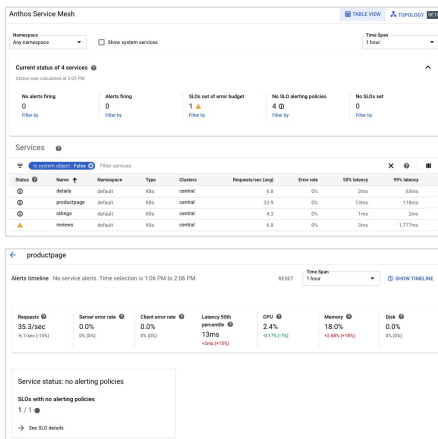 Anthos Service Mesh
TABLE VIEW
TOPOLOGY
Namespace
Any namespace
Show system services
Time Span
1 hour
Current status of 4 services
Status was calculated at 2:05 PM
No alerts firing
Alerts firing
SLOs out of error budget
No SLO alerting policies
No SLOs set
0
0
1
4
0
Filter by
Filter by
Filter by
Filter by
Filter by
Services
Is system object : False
Filter services
Status
Name
Namespace
Type
Clusters
Requests/sec (avg)
Error rate
50% latency
99% latency
details default K8s central 6.8 0% 2ms 63ms
productpage default K8s central 33.9 0% 13ms 118ms
ratings default K8s central 4.3 0% 1ms 2ms
reviews default K8s central 6.8 0% 3ms 1,777ms
productpage
Alerts timeline No service alerts. Time selection is 1:06 PM to 2:06 PM.
RESET
Time Span
1 hour
SHOW TIMELINE
Requests
35.3/sec
-6.1/sec (-15%)
Server error rate
0.0%
0% (0%)
Client error rate
0.0%
0% (0%)
Latency 50th
percentile
13ms
+2ms (+15%)
CPU
2.4%
-0.17% (-7%)
Memory
18.0%
+2.68% (+18%)
Disk
0.0%
0% (0%)
Service status: no alerting policies
SLOs with no alerting policies
1 / 1
See SLO details